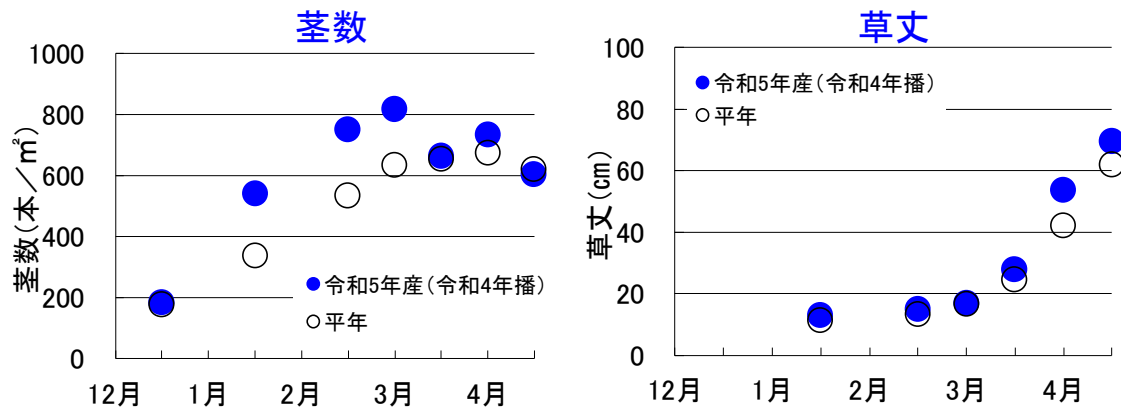 茎数
1000
800
600
400
200
0
茎数(本／㎡)
12月 1月 2月 3月 4月
令和5年産(令和4年播)
平年
草丈
100
80
60
40
20
0
草丈(cm)
12月 1月 2月 3月 4月
令和5年産(令和4年播)
平年